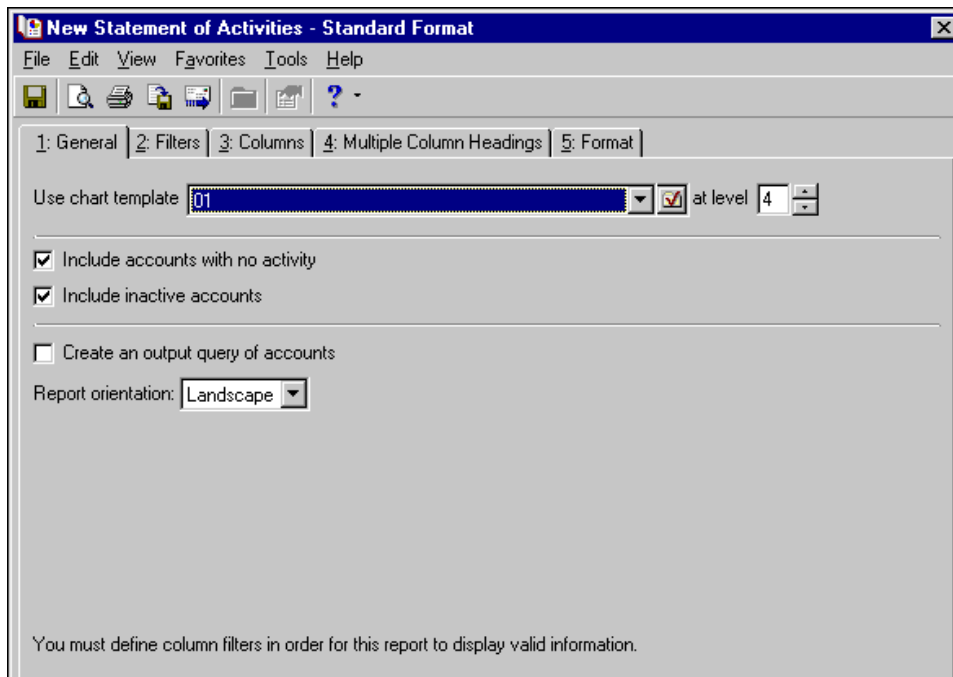 New Statement of Activities - Standard Format
File Edit View Favorites Tools Help
?
1: General 2: Filters 3: Columns 4: Multiple Column Headings 5: Format
Use chart template 01 at level 4
Include accounts with no activity
Include inactive accounts
Create an output query of accounts
Report orientation: Landscape
You must define column filters in order for this report to display valid information.